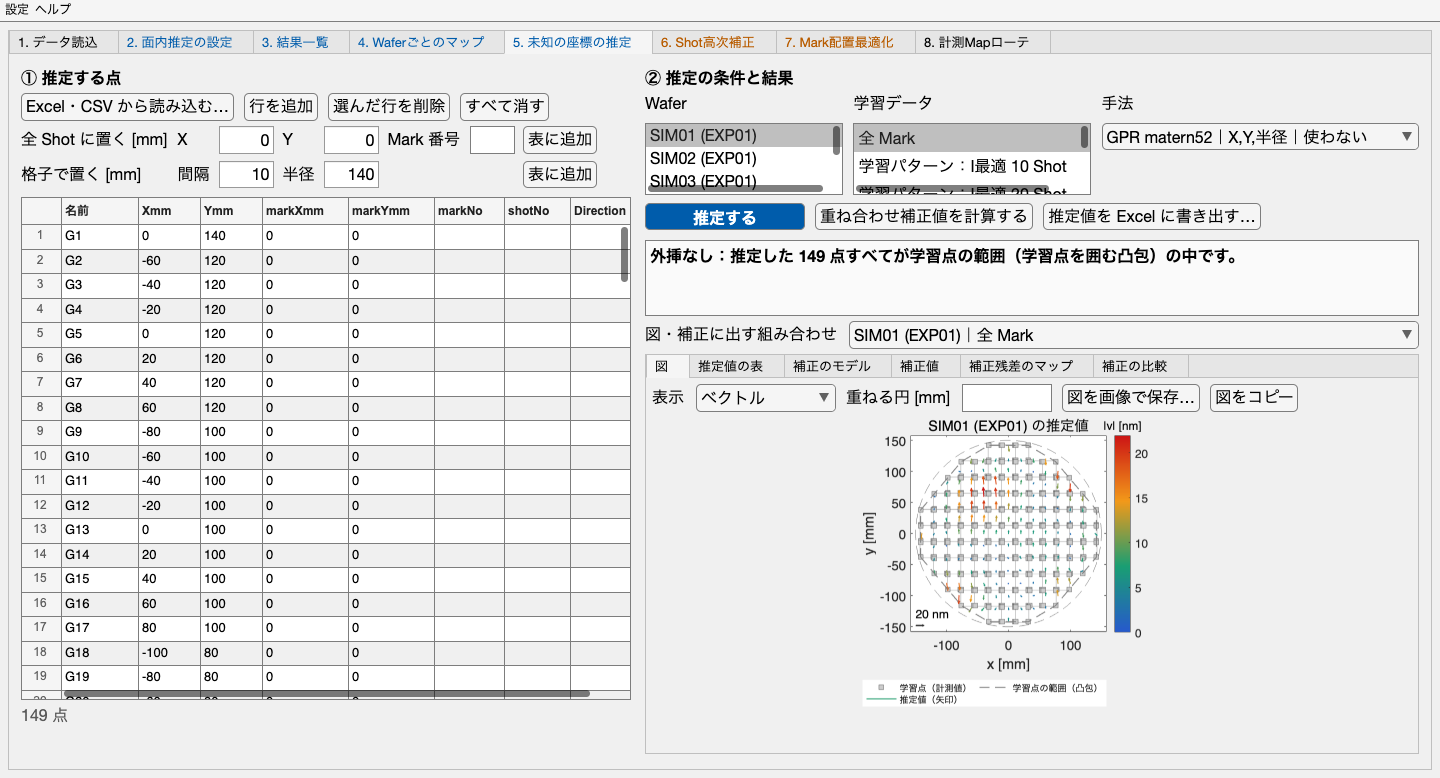 設定 ヘルプ
1. データ読込 2. 面内推定の設定 3. 結果一覧 4. Waferごとのマップ 5. 未知の座標の推定 6. Shot高次補正 7. Mark配置最適化 8. 計測Mapローテ
① 推定する点
Excel・CSV から読み込む... 行を追加 選んだ行を削除 すべて消す
全 Shot に置く [mm] X 0 Y 0 Mark 番号 表に追加
格子で置く [mm] 間隔 10 半径 140 表に追加
名前 Xmm Ymm markXmm markYmm markNo shotNo Direction
1 G1 0 140 0 0
2 G2 -60 120 0 0
3 G3 -40 120 0 0
4 G4 -20 120 0 0
5 G5 0 120 0 0
6 G6 20 120 0 0
7 G7 40 120 0 0
8 G8 60 120 0 0
9 G9 -80 100 0 0
10 G10 -60 100 0 0
11 G11 -40 100 0 0
12 G12 -20 100 0 0
13 G13 0 100 0 0
14 G14 20 100 0 0
15 G15 40 100 0 0
16 G16 60 100 0 0
17 G17 80 100 0 0
18 G18 -100 80 0 0
19 G19 -80 80 0 0
149 点
② 推定の条件と結果
Wafer 学習データ 手法
SIM01 (EXP01)
SIM02 (EXP01)
SIM03 (EXP01)
全 Mark
学習パターン：I最適 10 Shot
学習パターン：I最適 20 Shot
GPR matern52｜X,Y,半径｜使わない
推定する 重ね合わせ補正値を計算する 推定値を Excel に書き出す...
外挿なし：推定した 149 点すべてが学習点の範囲（学習点を囲む凸包）の中です。
図・補正に出す組み合わせ SIM01 (EXP01)｜全 Mark
図 推定値の表 補正のモデル 補正値 補正残差のマップ 補正の比較
表示 ベクトル 重ねる円 [mm] 図を画像で保存... 図をコピー
SIM01 (EXP01) の推定値 |v| [nm]
150
100
50
0
-50
-100
-150
y [mm]
20 nm
-100 0 100
x [mm]
20
15
10
5
0
学習点（計測値） 学習点の範囲（凸包）
推定値（矢印）